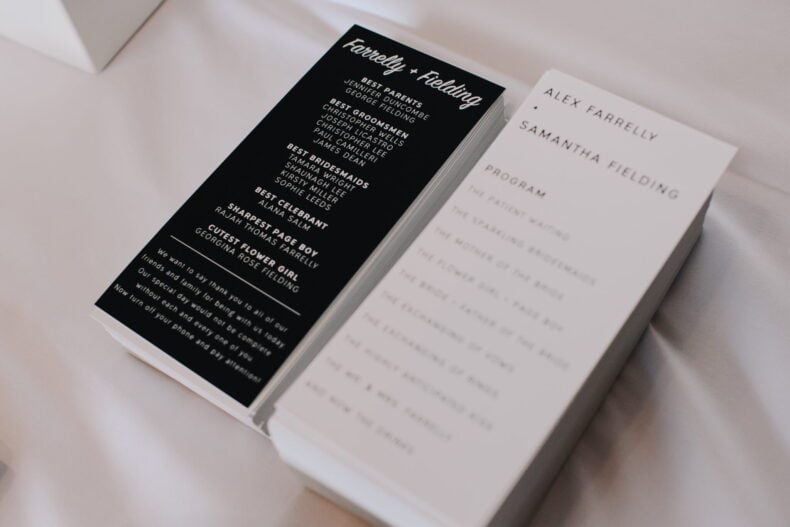 Farrelly + Fielding
BEST PARENTS
JENNIFER DUNCOMBE
GEORGE FIELDING
BEST GROOMSMEN
CHRISTOPHER WELLS
JOSEPH LICASTRO
CHRISTOPHER LEE
PAUL CAMILLERI
JAMES DEAN
BEST BRIDESMAIDS
TAMARA WRIGHT
SHAUNAGH LEE
KIRSTY MILLER
SOPHIE LEEDS
BEST CELEBRANT
ALANA SALM
SHARPEST PAGE BOY
RAJAH THOMAS FARRELLY
CUTEST FLOWER GIRL
GEORGINA ROSE FIELDING
We want to say thank you to all of our
friends and family for being with us today
Our special day would not be complete
without each and every one of you
Now turn off your phone and pay attention!
ALEX FARRELLY
•
SAMANTHA FIELDING
PROGRAM
THE PATIENT WAITING
THE SPARKLING BRIDESMAIDS
THE MOTHER OF THE BRIDE
THE FLOWER GIRL + PAGE BOY
THE BRIDE + FATHER OF THE BRIDE
THE EXCHANGING OF VOWS
THE EXCHANGING OF RINGS
THE HIGHLY ANTICIPATED KISS
THE MR & MRS FARRELLY
AND NOW THE DRINKS